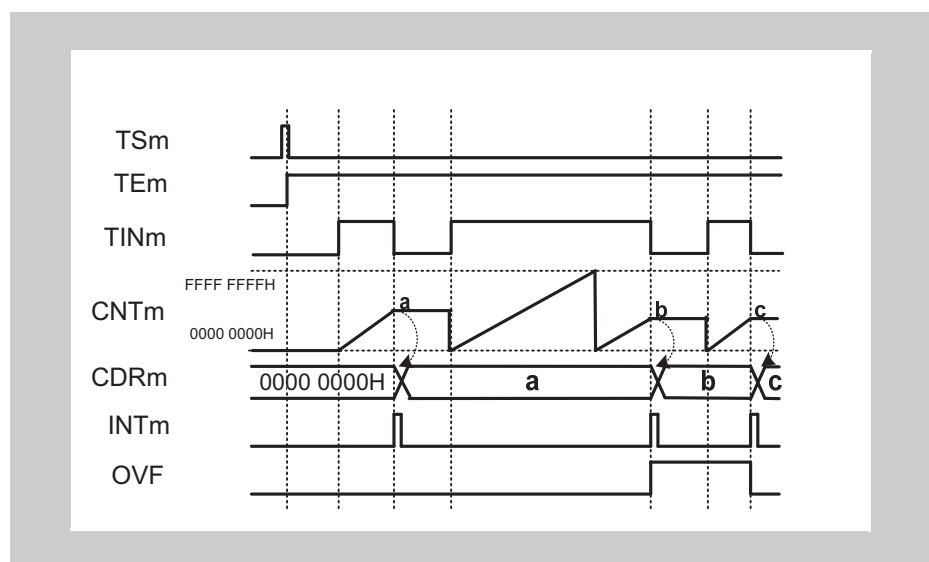 TSm
TEm
TINm
FFFF FFFFH
CNTm
a
b
c
0000 0000H
CDRm
0000 0000H
a
b
c
INTm
OVF